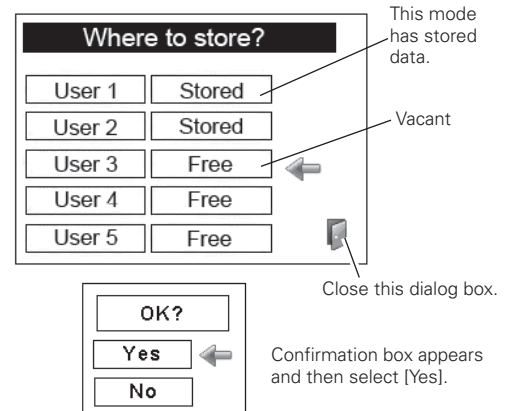 This mode
has stored
data.
Where to store?
User 1 Stored
User 2 Stored
Vacant
User 3 Free
User 4 Free
User 5 Free
Close this dialog box.
OK?
Yes
No
Confirmation box appears
and then select [Yes].